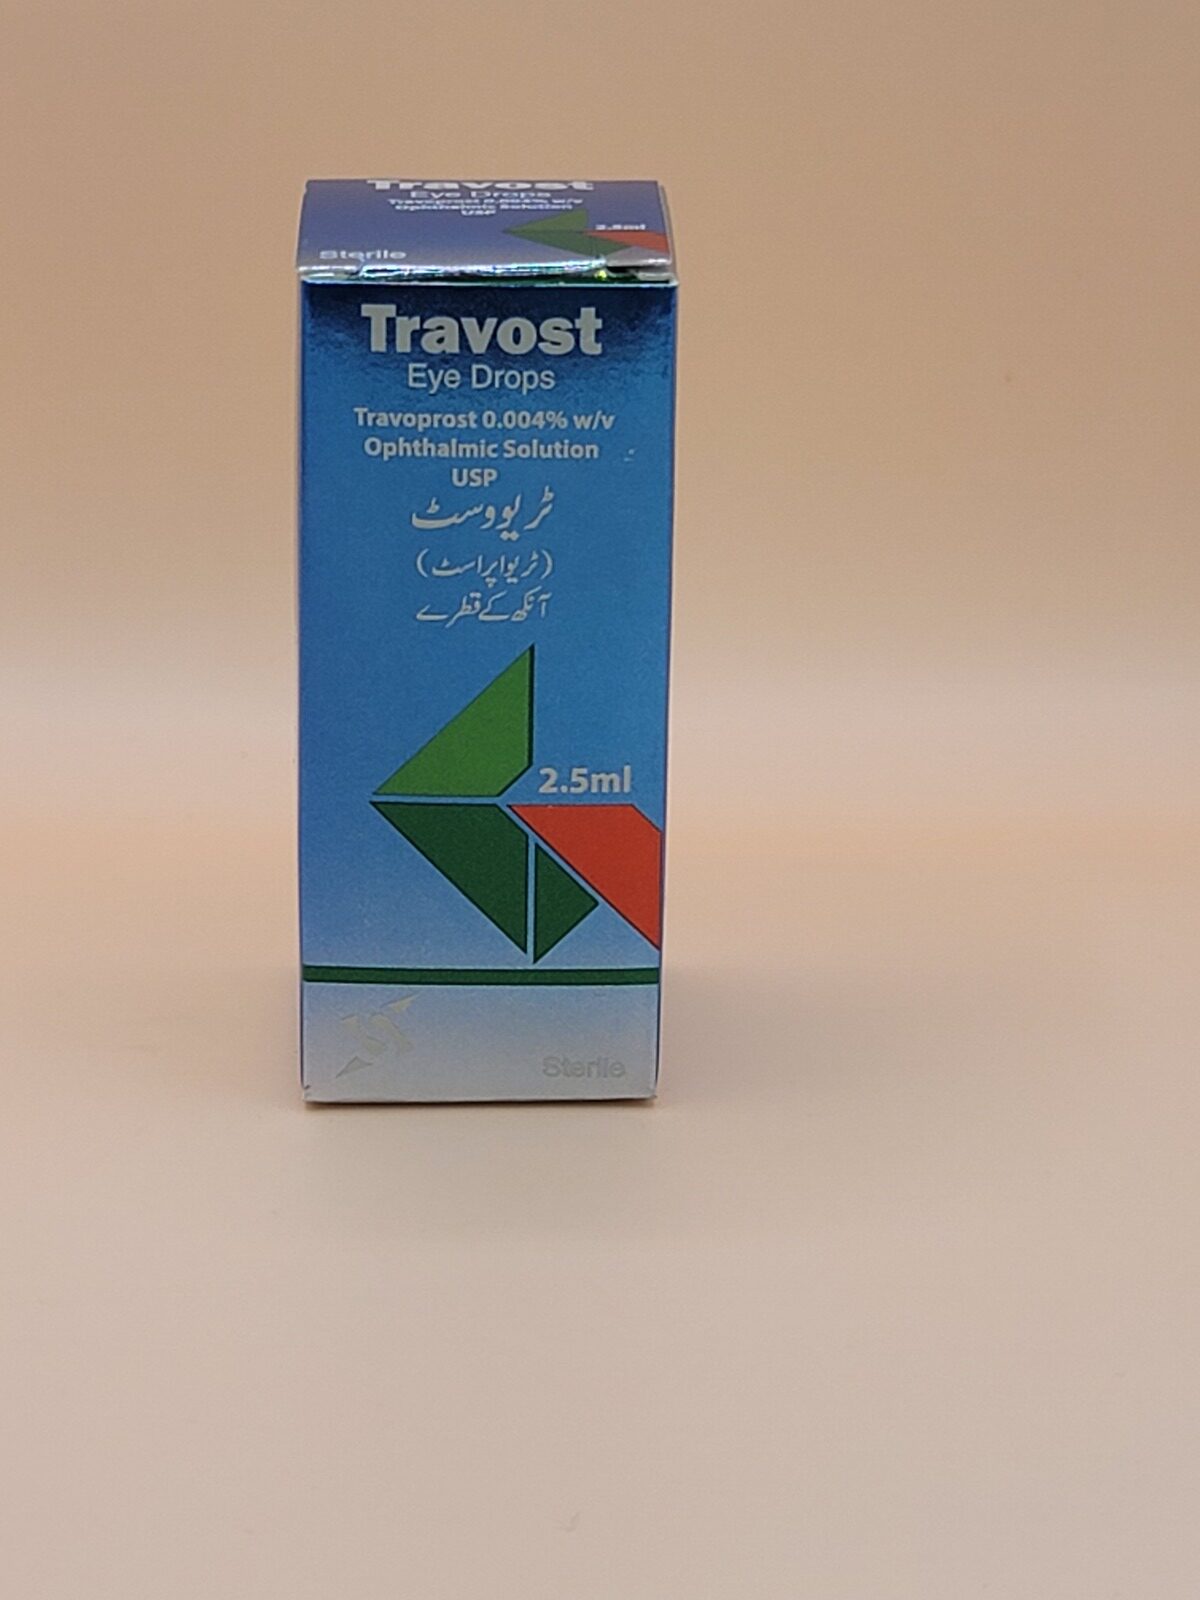 Travost
Eye Drops
Travoprost 0.004% w/v
Ophthalmic Solution
USP
2.5ml
Sterile
Travost
Eye Drops
Travoprost 0.004% w/v
Ophthalmic Solution
USP
ٹریووسٹ
(ٹریواپراسٹ)
آنکھ کے قطرے
2.5ml
Sterile